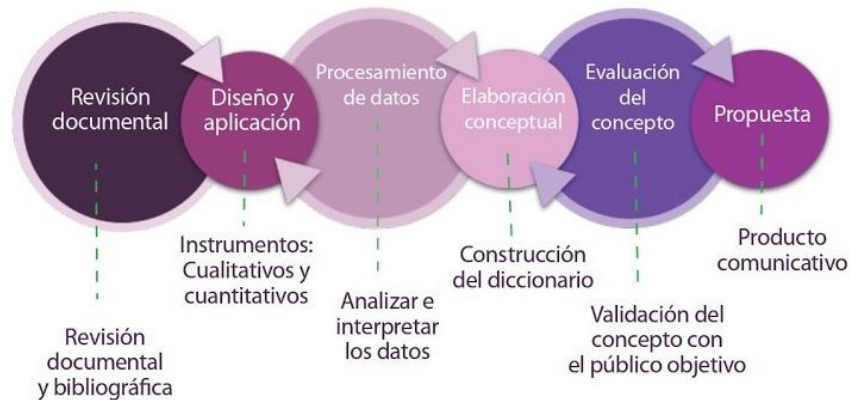 Revisión
documental
Diseño y
aplicación
Procesamiento
de datos
Elaboración
conceptual
Evaluación
del
concepto
Propuesta
Revisión
documental
y bibliográfica
Instrumentos:
Cualitativos y
cuantitativos
Analizar e
interpretar
los datos
Construcción
del diccionario
Validación del
concepto con
el público objetivo
Producto
comunicativo